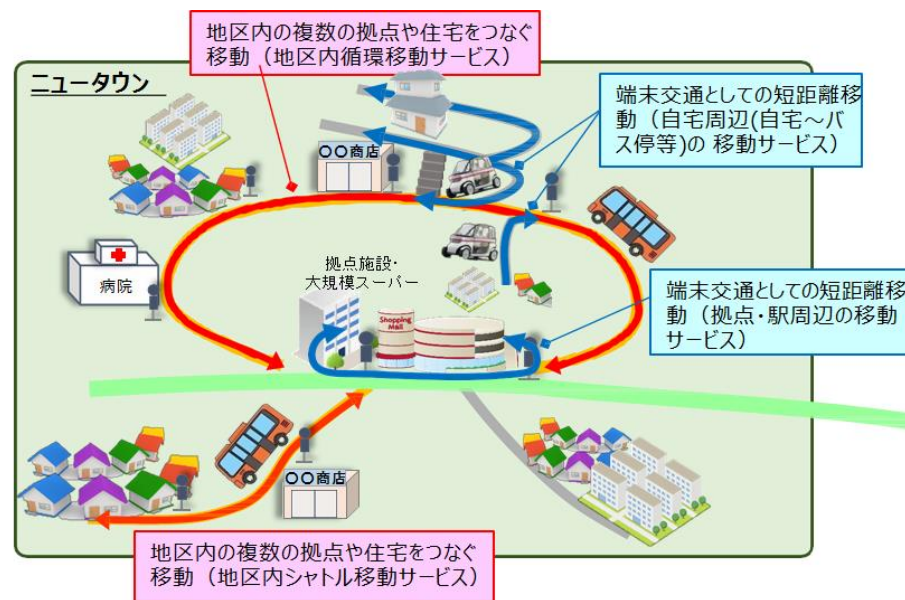 地区内の複数の拠点や住宅をつなぐ
移動（地区内循環移動サービス）
ニュータウン
端末交通としての短距離移
動（自宅周辺(自宅～バ
ス停等)の 移動サービス）
〇〇商店
病院
拠点施設・
大規模スーパー
Shopping
Mall
端末交通としての短距離移
動（拠点・駅周辺の移動
サービス）
〇〇商店
地区内の複数の拠点や住宅をつなぐ
移動（地区内シャトル移動サービス）